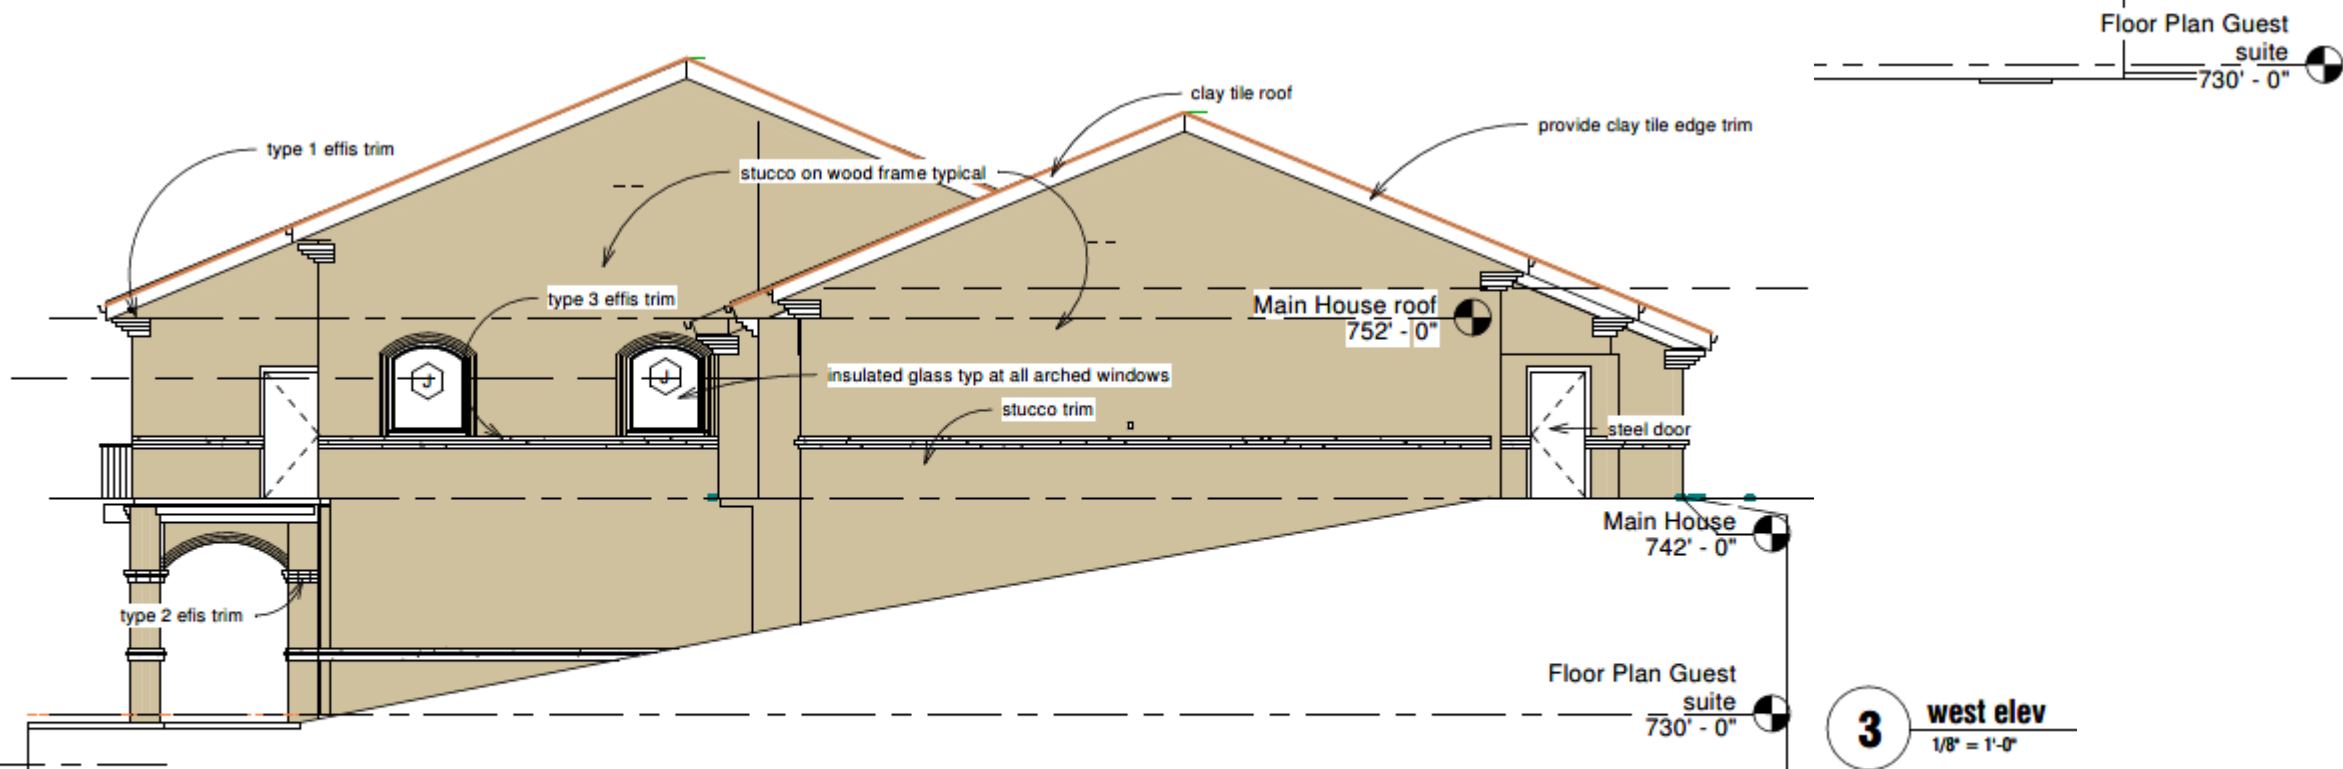 Floor Plan Guest
suite
730' - 0"
clay tile roof
provide clay tile edge trim
type 1 effis trim
stucco on wood frame typical
type 3 effis trim
Main House roof
752' - 0"
J
J
insulated glass typ at all arched windows
stucco trim
steel door
Main House
742' - 0"
type 2 efis trim
Floor Plan Guest
suite
730' - 0"
3
west elev
1/8" = 1'-0"